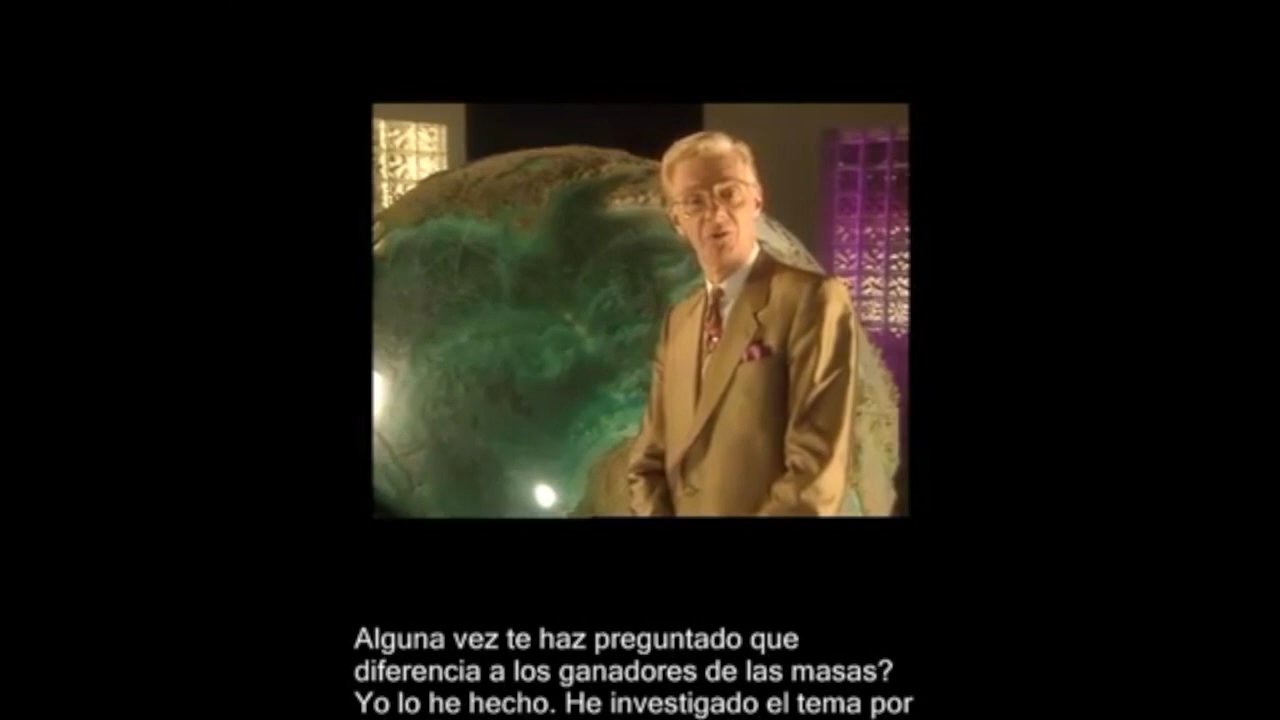 Alguna vez te haz preguntado que
diferencia a los ganadores de las masas?
Yo lo he hecho. He investigado el tema por